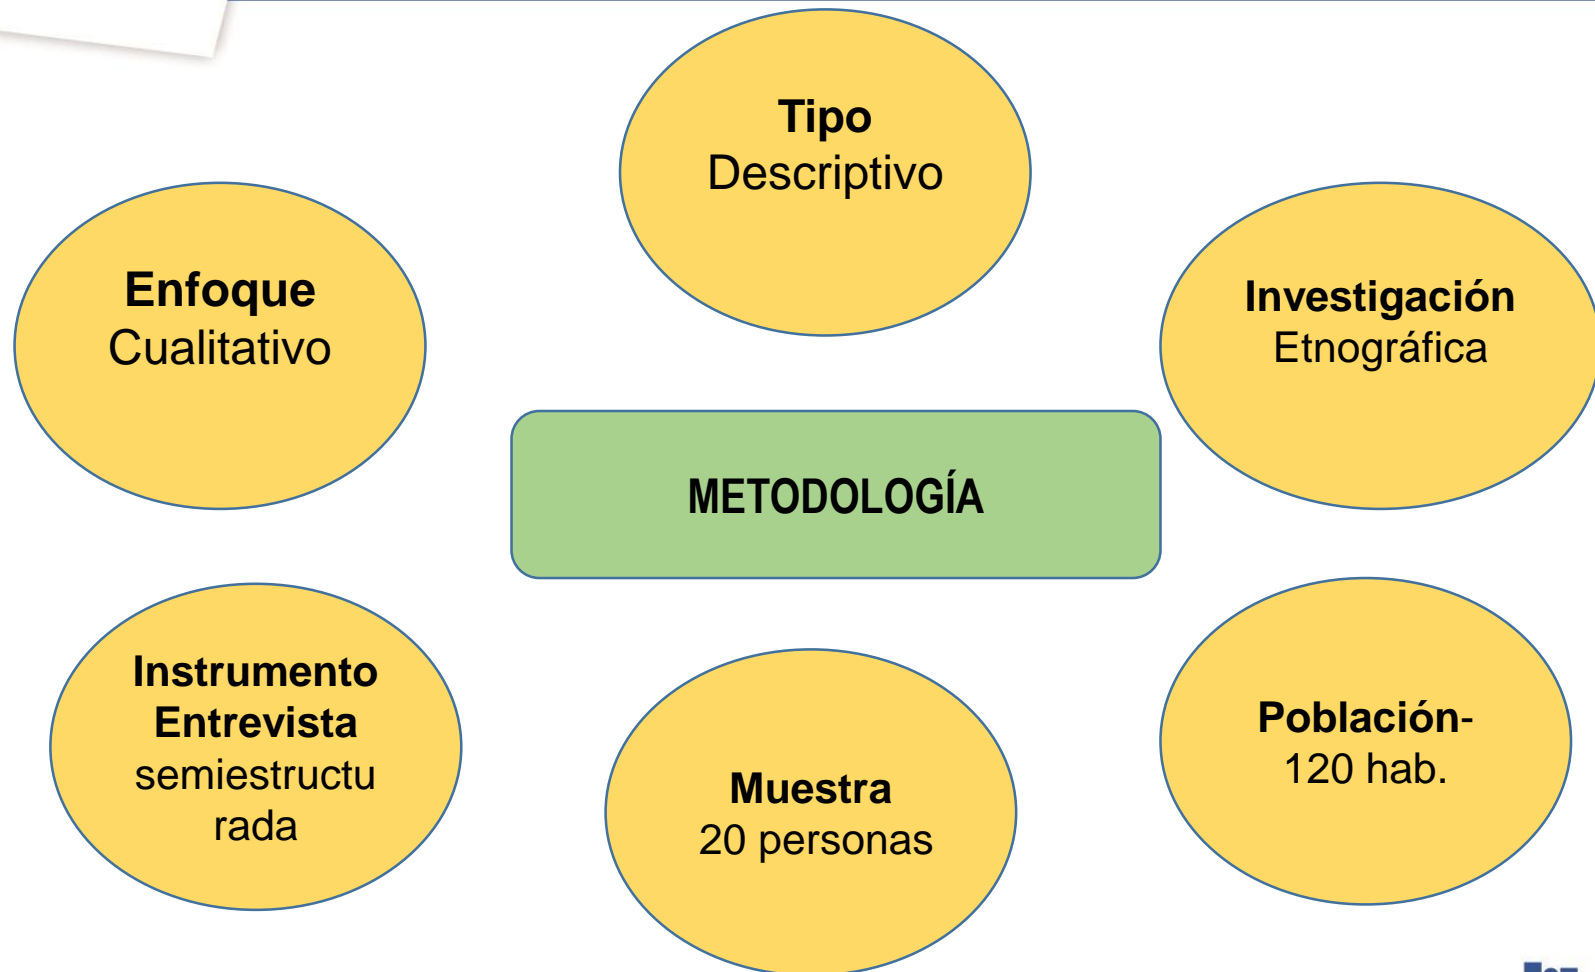 Tipo
Descriptivo
Enfoque
Cualitativo
Investigación
Etnográfica
METODOLOGÍA
Instrumento
Entrevista
semiestructu
rada
Muestra
20 personas
Población-
120 hab.